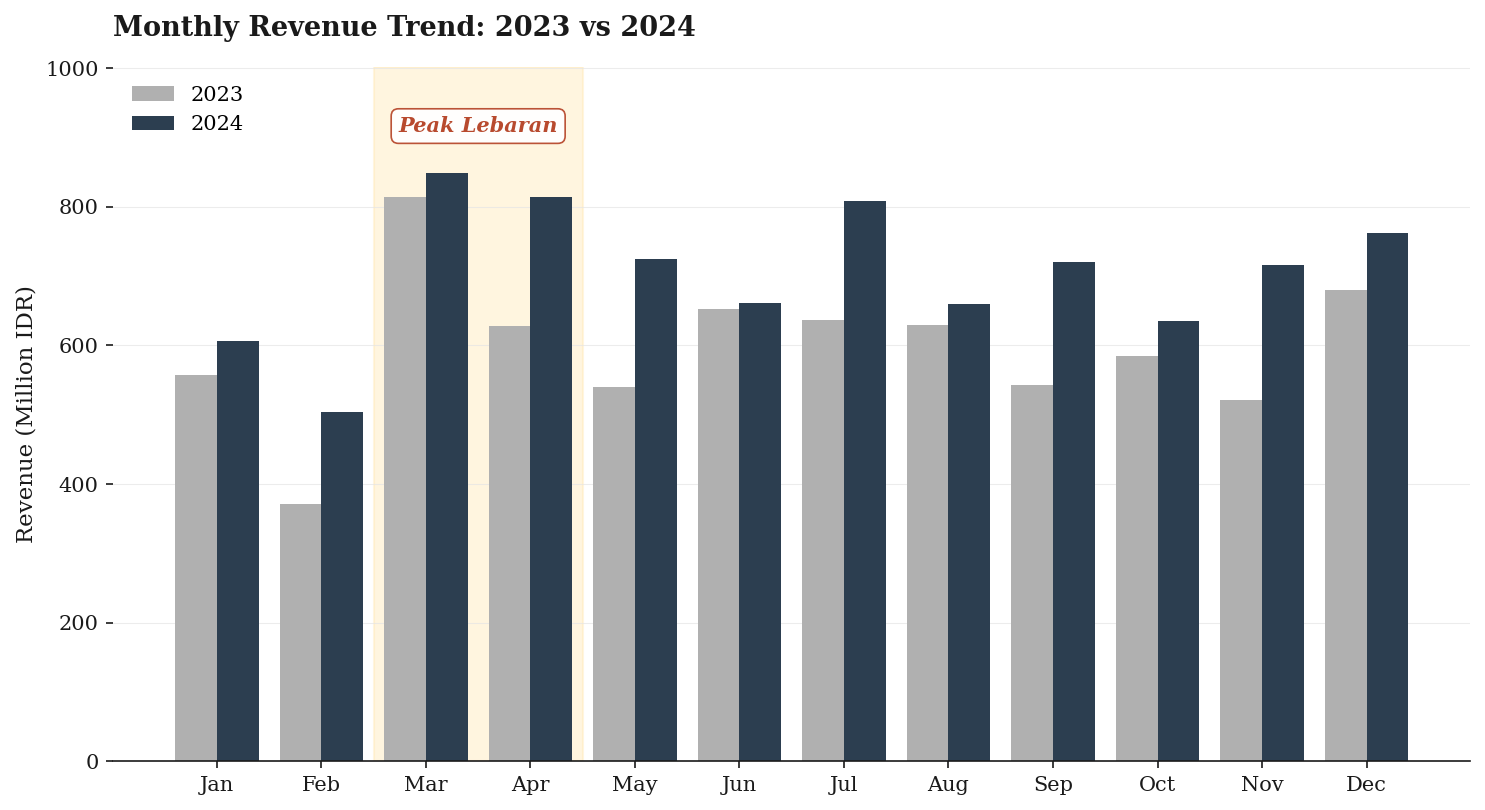 Monthly Revenue Trend: 2023 vs 2024
Revenue (Million IDR)
1000
800
600
400
200
0
2023
2024
Peak Lebaran
Jan Feb Mar Apr May Jun Jul Aug Sep Oct Nov Dec